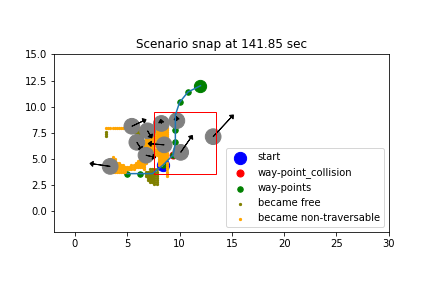 Scenario snap at 141.85 sec
15.0
12.5
10.0
7.5
5.0
2.5
0.0
0 5 10 15 20 25 30
start
way-point_collision
way-points
became free
became non-traversable